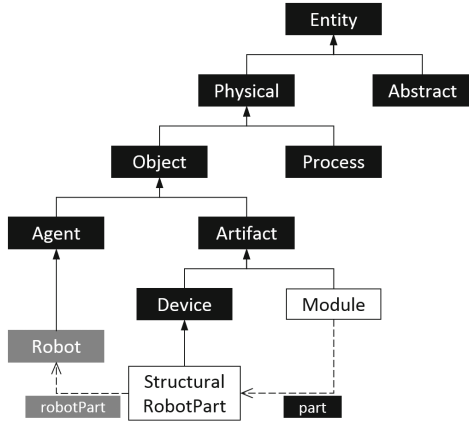 Entity
Physical
Abstract
Object
Process
Agent
Artifact
Device
Module
Robot
Structural
RobotPart
robotPart
part